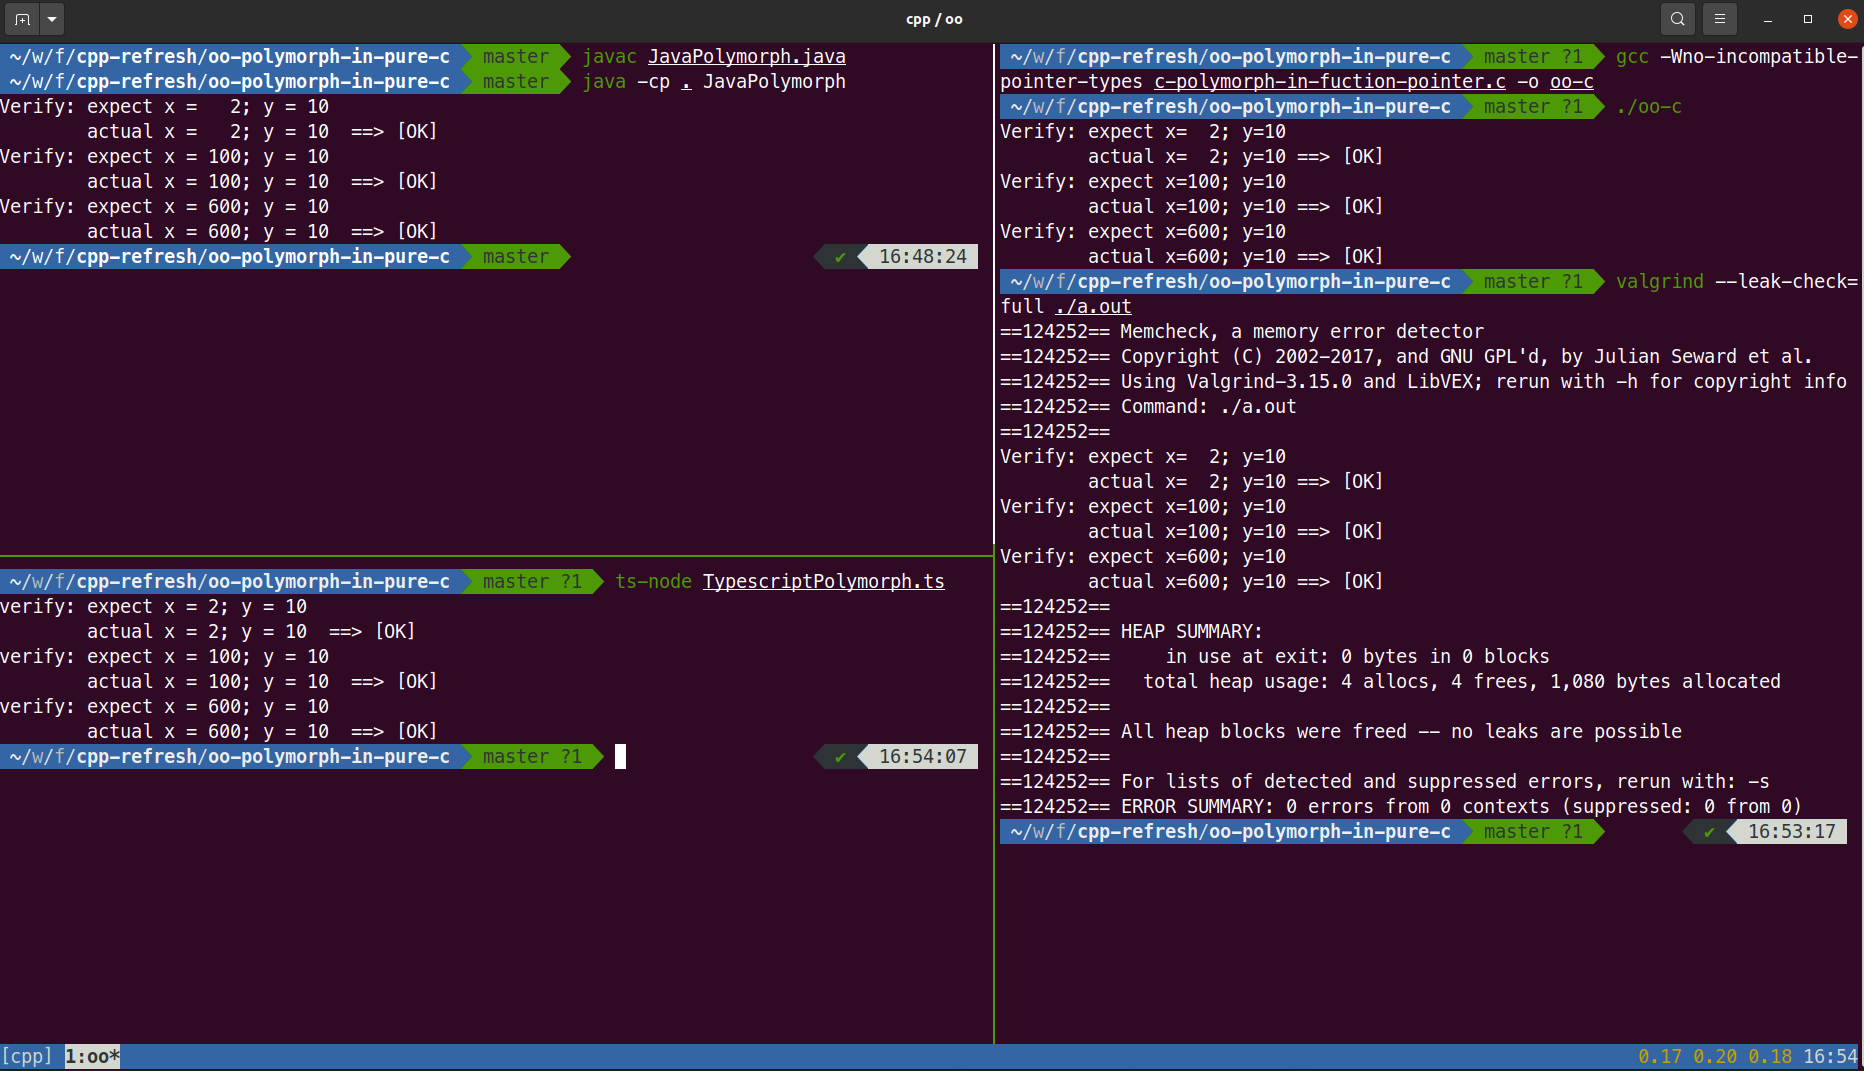 cpp / oo
~/w/f/cpp-refresh/oo-polymorph-in-pure-c master javac JavaPolymorph.java
~/w/f/cpp-refresh/oo-polymorph-in-pure-c master java -cp . JavaPolymorph
Verify: expect x =   2; y = 10
        actual x =   2; y = 10  ==> [OK]
Verify: expect x = 100; y = 10
        actual x = 100; y = 10  ==> [OK]
Verify: expect x = 600; y = 10
        actual x = 600; y = 10  ==> [OK]
~/w/f/cpp-refresh/oo-polymorph-in-pure-c master ✔ 16:48:24
~/w/f/cpp-refresh/oo-polymorph-in-pure-c master ?1 ts-node TypescriptPolymorph.ts
verify: expect x = 2; y = 10
        actual x = 2; y = 10  ==> [OK]
verify: expect x = 100; y = 10
        actual x = 100; y = 10  ==> [OK]
verify: expect x = 600; y = 10
        actual x = 600; y = 10  ==> [OK]
~/w/f/cpp-refresh/oo-polymorph-in-pure-c master ?1 ✔ 16:54:07
~/w/f/cpp-refresh/oo-polymorph-in-pure-c master ?1 gcc -Wno-incompatible-
pointer-types c-polymorph-in-fuction-pointer.c -o oo-c
~/w/f/cpp-refresh/oo-polymorph-in-pure-c master ?1 ./oo-c
Verify: expect x=  2; y=10
        actual x=  2; y=10 ==> [OK]
Verify: expect x=100; y=10
        actual x=100; y=10 ==> [OK]
Verify: expect x=600; y=10
        actual x=600; y=10 ==> [OK]
~/w/f/cpp-refresh/oo-polymorph-in-pure-c master ?1 valgrind --leak-check=
full ./a.out
==124252== Memcheck, a memory error detector
==124252== Copyright (C) 2002-2017, and GNU GPL'd, by Julian Seward et al.
==124252== Using Valgrind-3.15.0 and LibVEX; rerun with -h for copyright info
==124252== Command: ./a.out
==124252==
Verify: expect x=  2; y=10
        actual x=  2; y=10 ==> [OK]
Verify: expect x=100; y=10
        actual x=100; y=10 ==> [OK]
Verify: expect x=600; y=10
        actual x=600; y=10 ==> [OK]
==124252==
==124252== HEAP SUMMARY:
==124252==     in use at exit: 0 bytes in 0 blocks
==124252==   total heap usage: 4 allocs, 4 frees, 1,080 bytes allocated
==124252==
==124252== All heap blocks were freed -- no leaks are possible
==124252==
==124252== For lists of detected and suppressed errors, rerun with: -s
==124252== ERROR SUMMARY: 0 errors from 0 contexts (suppressed: 0 from 0)
~/w/f/cpp-refresh/oo-polymorph-in-pure-c master ?1 ✔ 16:53:17
[cpp] 1:oo* 0.17 0.20 0.18 16:54